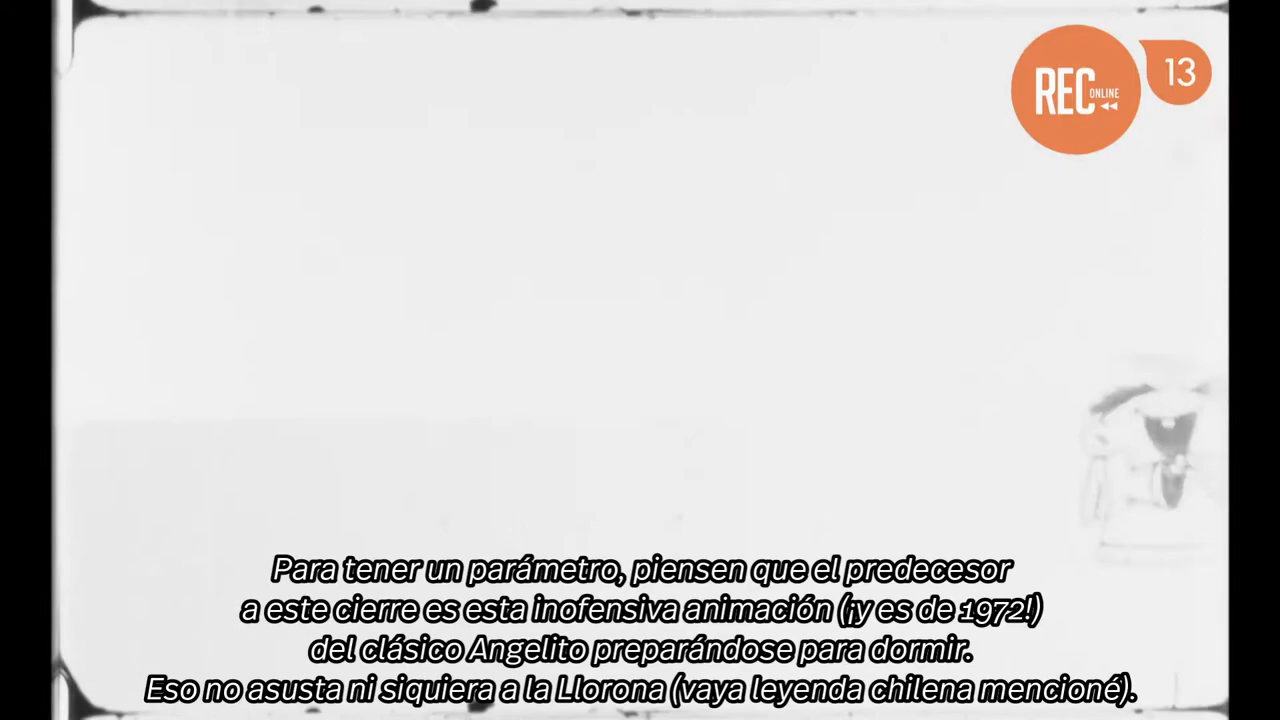 REC
ONLINE
13
Para tener un parámetro, piensen que el predecesor
a este cierre es esta inofensiva animación (¡y es de 1972!)
del clásico Angelito preparándose para dormir.
Eso no asusta ni siquiera a la Llorona (vaya leyenda chilena mencioné).